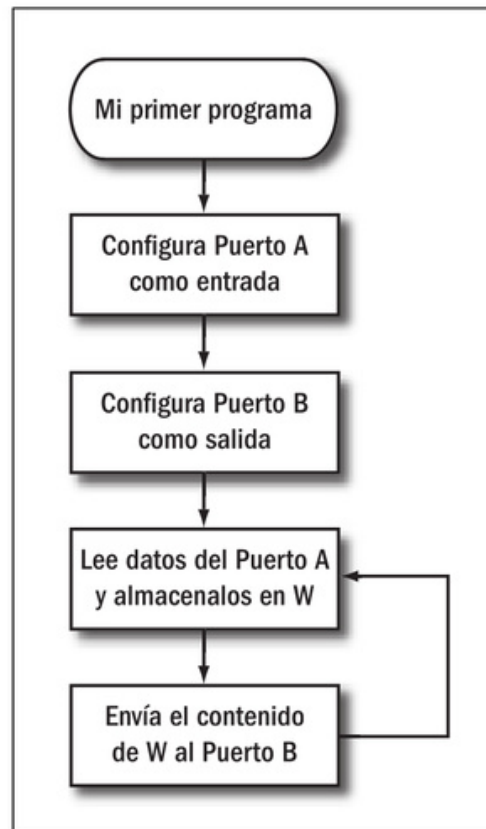 Mi primer programa
Configura Puerto A
como entrada
Configura Puerto B
como salida
Lee datos del Puerto A
y almacenalos en W
Envía el contenido
de W al Puerto B